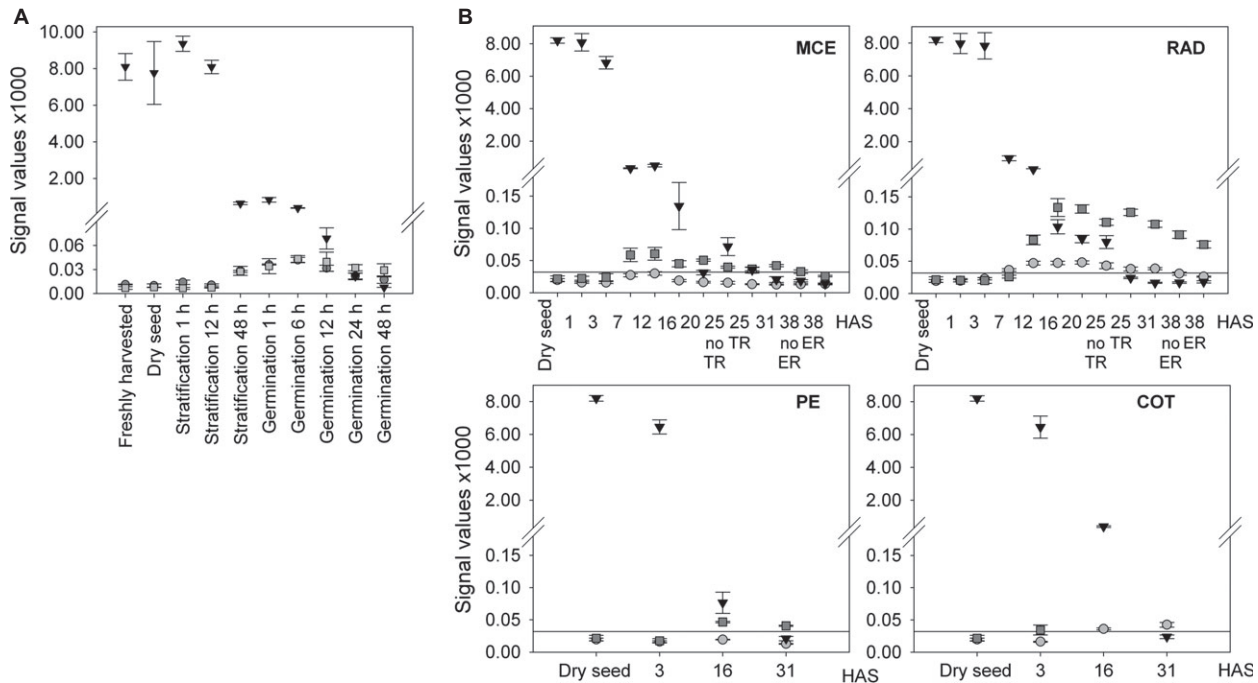 A
Signal values x1000
10.00
8.00
6.00
4.00
2.00
0.06
0.03
0.00
Freshly harvested
Dry seed
Stratification 1 h
Stratification 12 h
Stratification 48 h
Germination 1 h
Germination 6 h
Germination 12 h
Germination 24 h
Germination 48 h
B
Signal values x1000
MCE
8.00
6.00
4.00
2.00
0.15
0.10
0.05
0.00
Dry seed
1 3 7 12 16 20 25 25 31 38 38 HAS
no TR no ER
TR ER
RAD
8.00
6.00
4.00
2.00
0.15
0.10
0.05
0.00
Dry seed
1 3 7 12 16 20 25 25 31 38 38 HAS
no TR no ER
TR ER
Signal values x1000
PE
8.00
6.00
4.00
2.00
0.15
0.10
0.05
0.00
Dry seed 3 16 31 HAS
COT
8.00
6.00
4.00
2.00
0.15
0.10
0.05
0.00
Dry seed 3 16 31 HAS